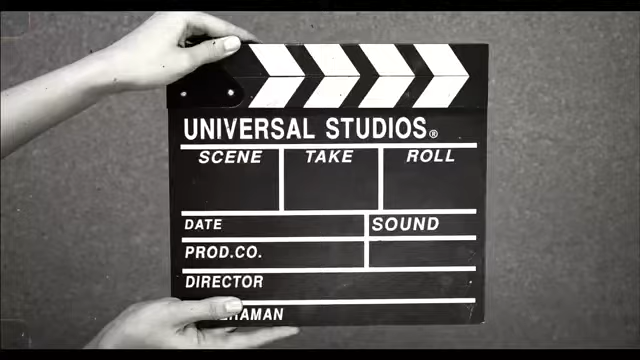 UNIVERSAL STUDIOS®
SCENE TAKE ROLL
DATE SOUND
PROD.CO.
DIRECTOR